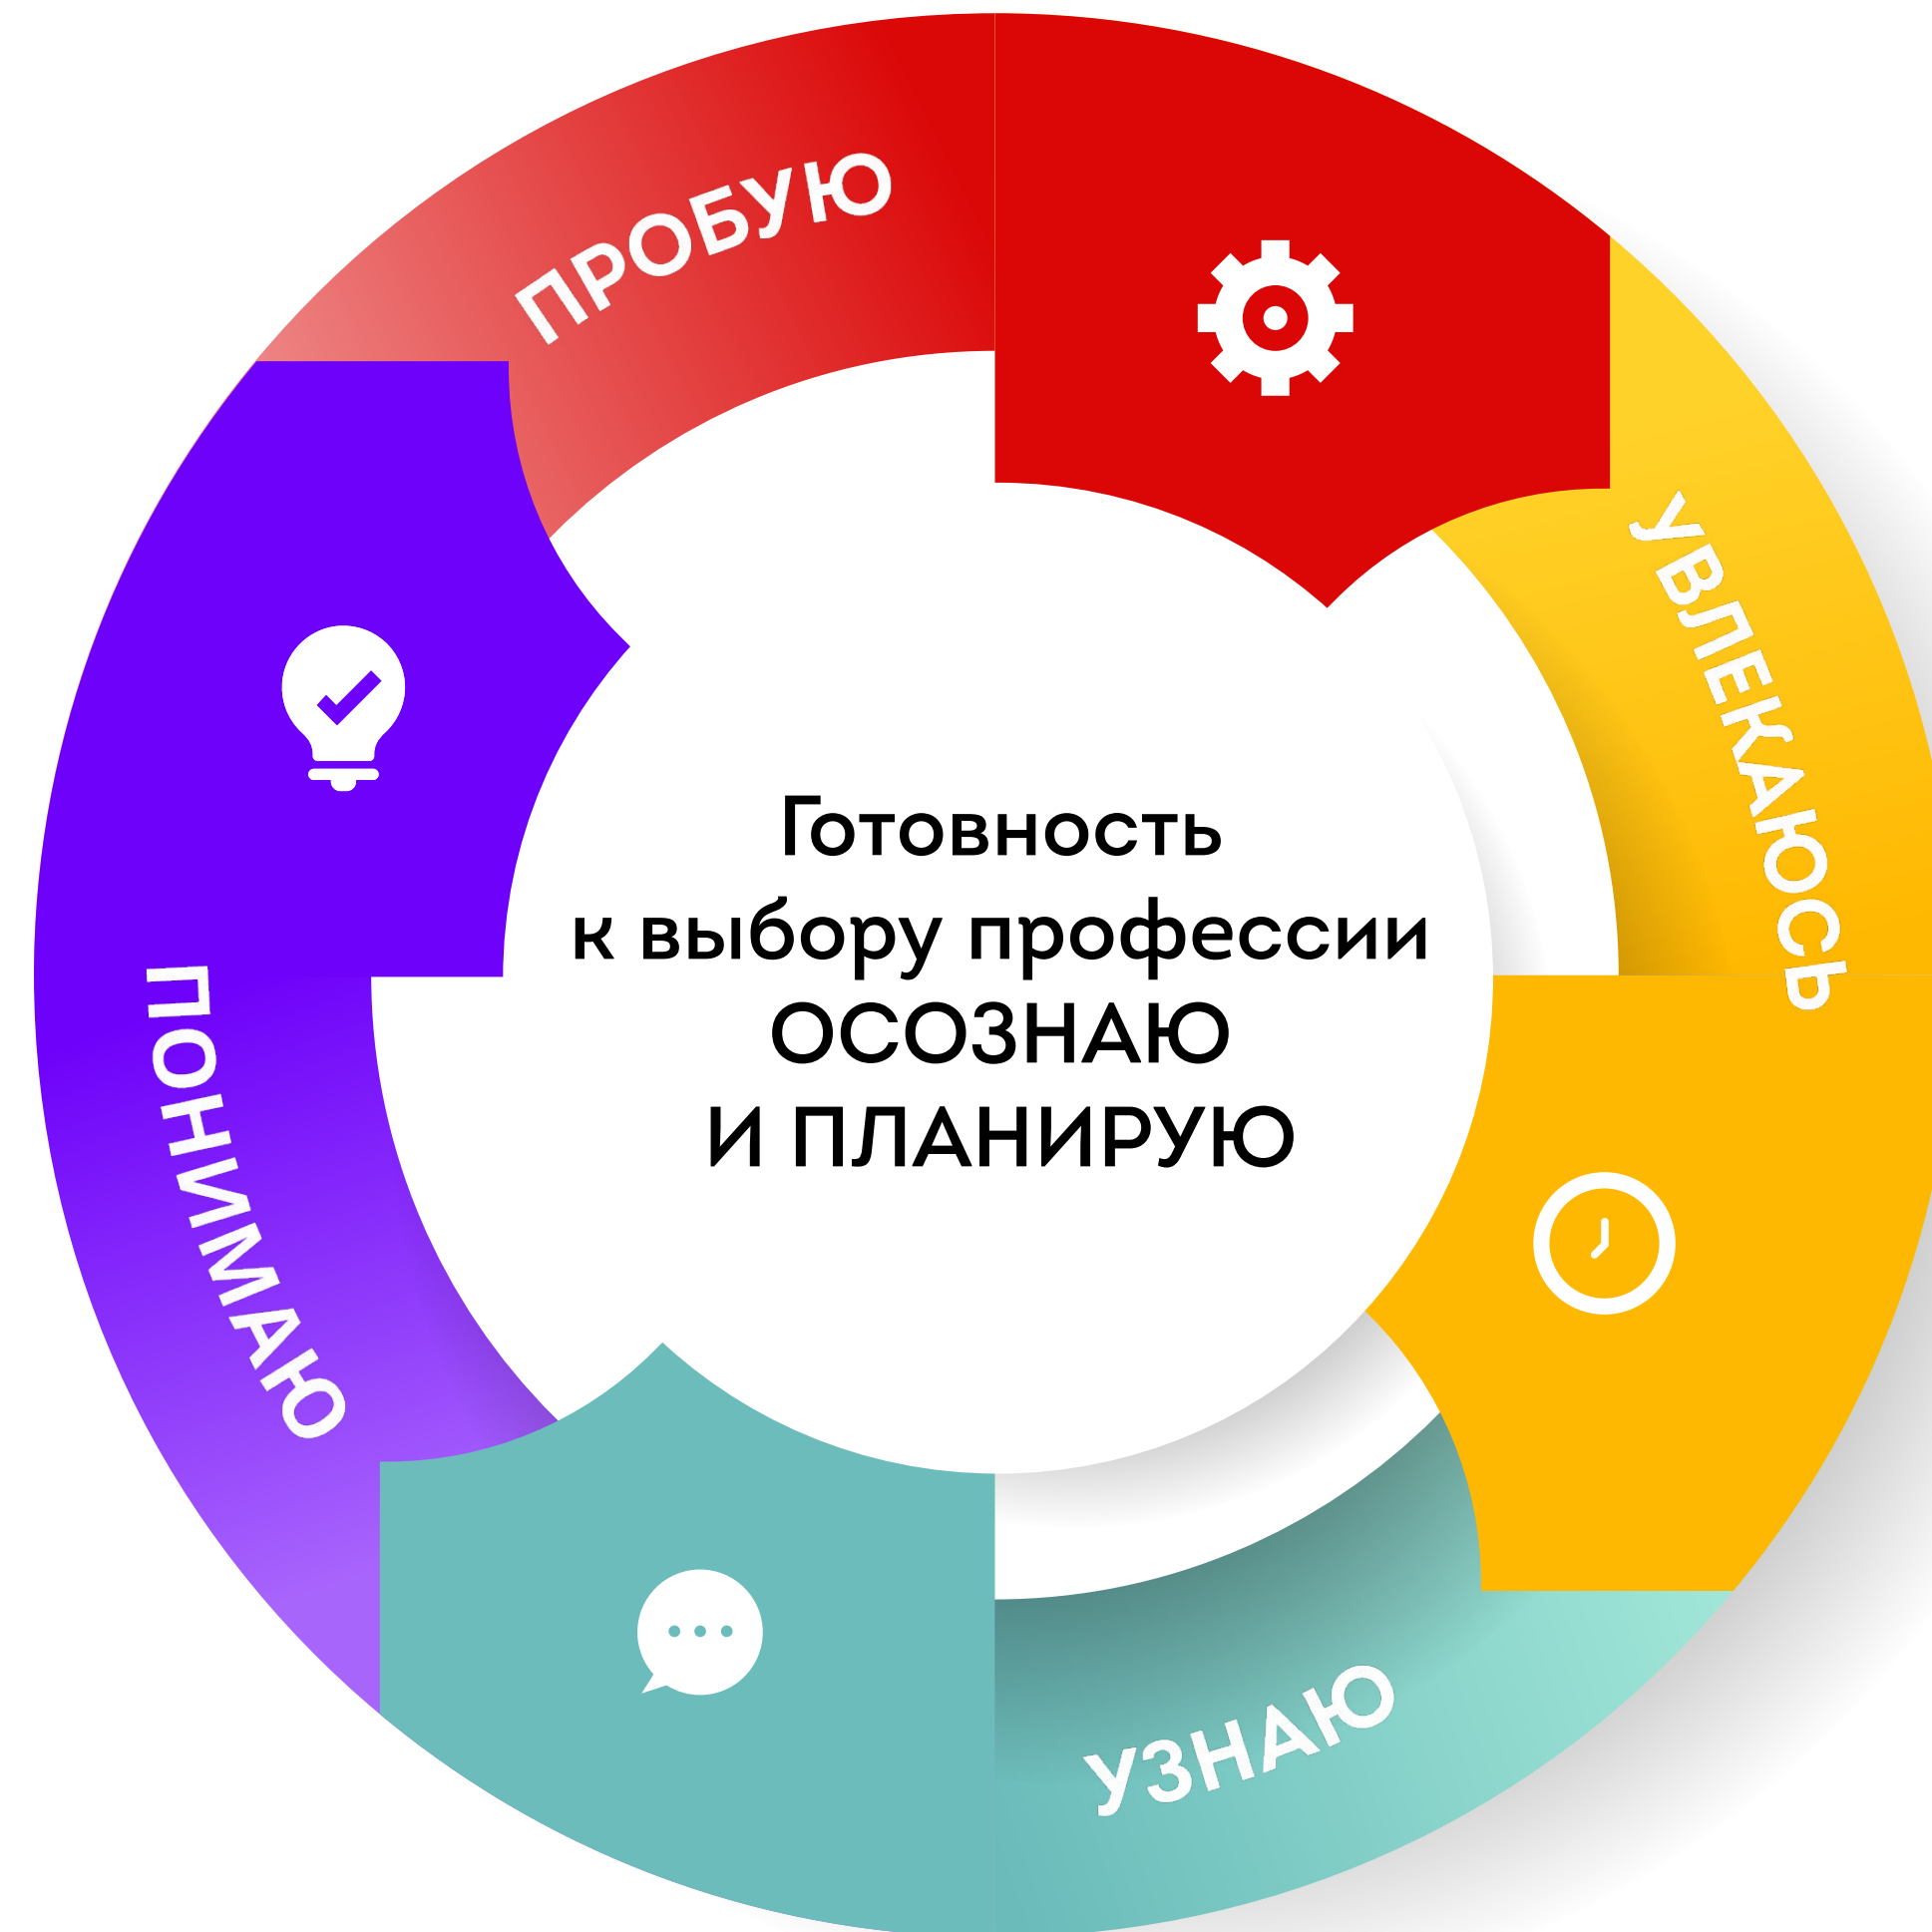 ПРОБУЮ
УВЛЕКАЮСЬ
Готовность
к выбору профессии
ОСОЗНАЮ
И ПЛАНИРУЮ
ПОНИМАЮ
УЗНАЮ